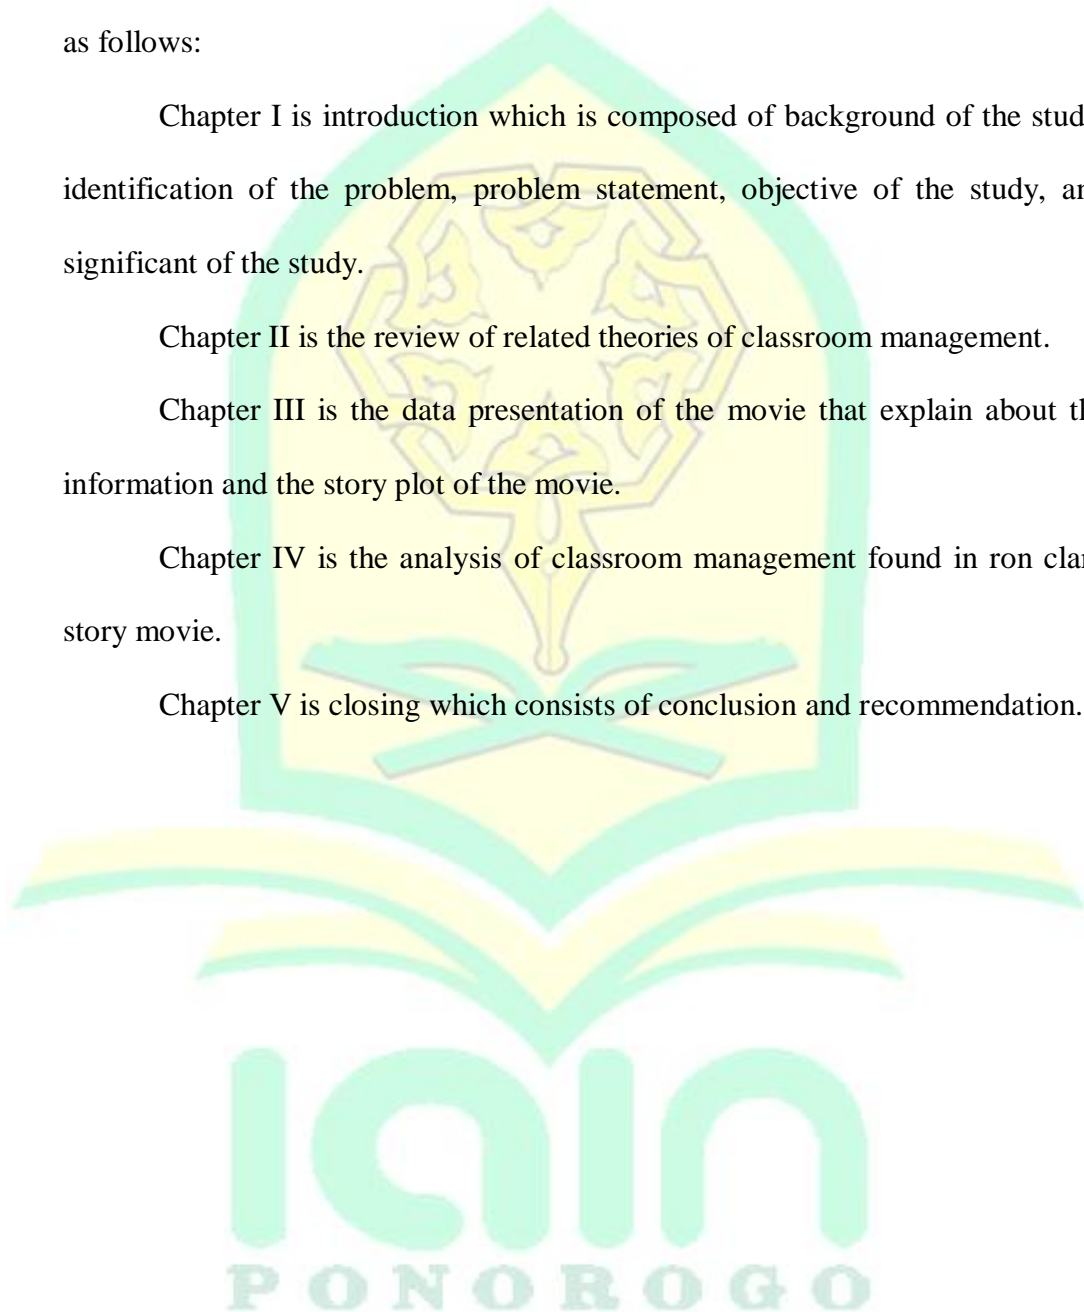 as follows:
Chapter I is introduction which is composed of background of the stud
identification of the problem, problem statement, objective of the study, an
significant of the study.
Chapter II is the review of related theories of classroom management.
Chapter III is the data presentation of the movie that explain about th
information and the story plot of the movie.
Chapter IV is the analysis of classroom management found in ron clar
story movie.
Chapter V is closing which consists of conclusion and recommendation.
iain
PONOROGO